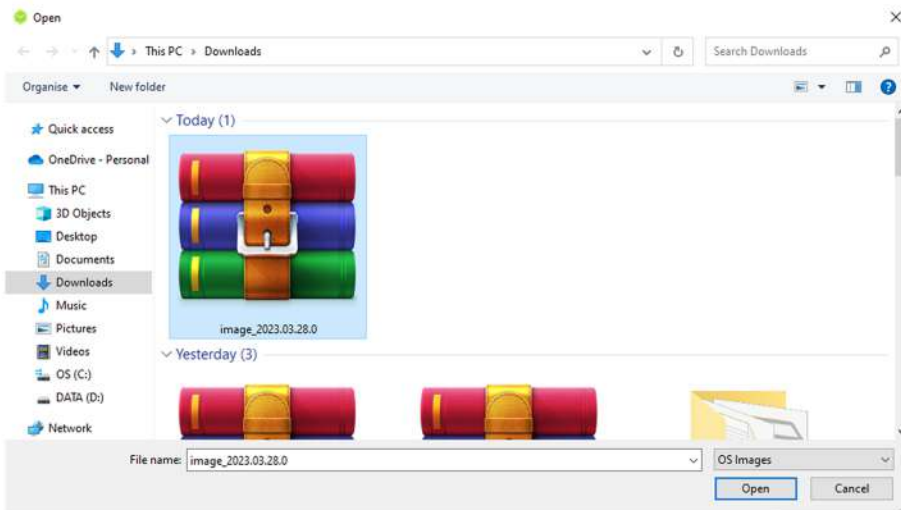 Open
This PC > Downloads
Search Downloads
Organise
New folder
Quick access
OneDrive - Personal
This PC
3D Objects
Desktop
Documents
Downloads
Music
Pictures
Videos
OS (C:)
DATA (D:)
Network
Today (1)
image_2023.03.28.0
Yesterday (3)
File name: image_2023.03.28.0
OS Images
Open
Cancel